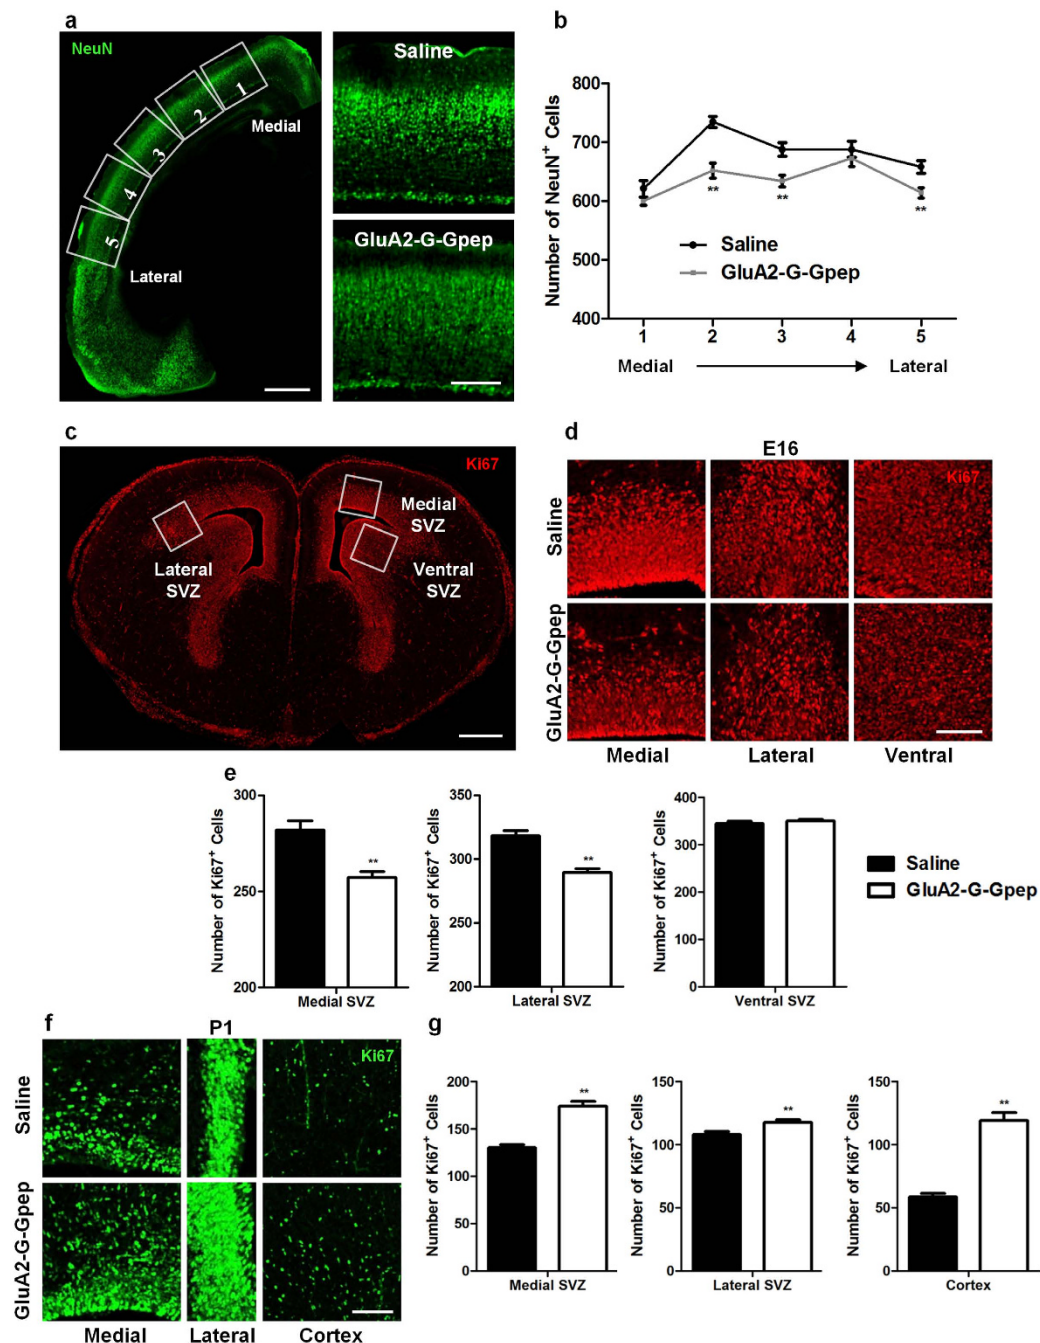 a
NeuN
1
2
3
4
5
Medial
Lateral
Saline
GluA2-G-Gpep
b
Number of NeuN⁺ Cells
800
700
600
500
400
**
**
**
Saline
GluA2-G-Gpep
1 2 3 4 5
Medial Lateral
c
Ki67
Medial
SVZ
Lateral
SVZ
Ventral
SVZ
d
E16
Ki67
Saline
GluA2-G-Gpep
Medial Lateral Ventral
e
Number of Ki67⁺ Cells
300
250
200
**
Medial SVZ
Number of Ki67⁺ Cells
350
300
250
200
**
Lateral SVZ
Number of Ki67⁺ Cells
400
300
200
100
0
Ventral SVZ
Saline
GluA2-G-Gpep
f
P1
Ki67
Saline
GluA2-G-Gpep
Medial Lateral Cortex
g
Number of Ki67⁺ Cells
200
150
100
50
0
**
Medial SVZ
Number of Ki67⁺ Cells
150
100
50
0
**
Lateral SVZ
Number of Ki67⁺ Cells
150
100
50
0
**
Cortex